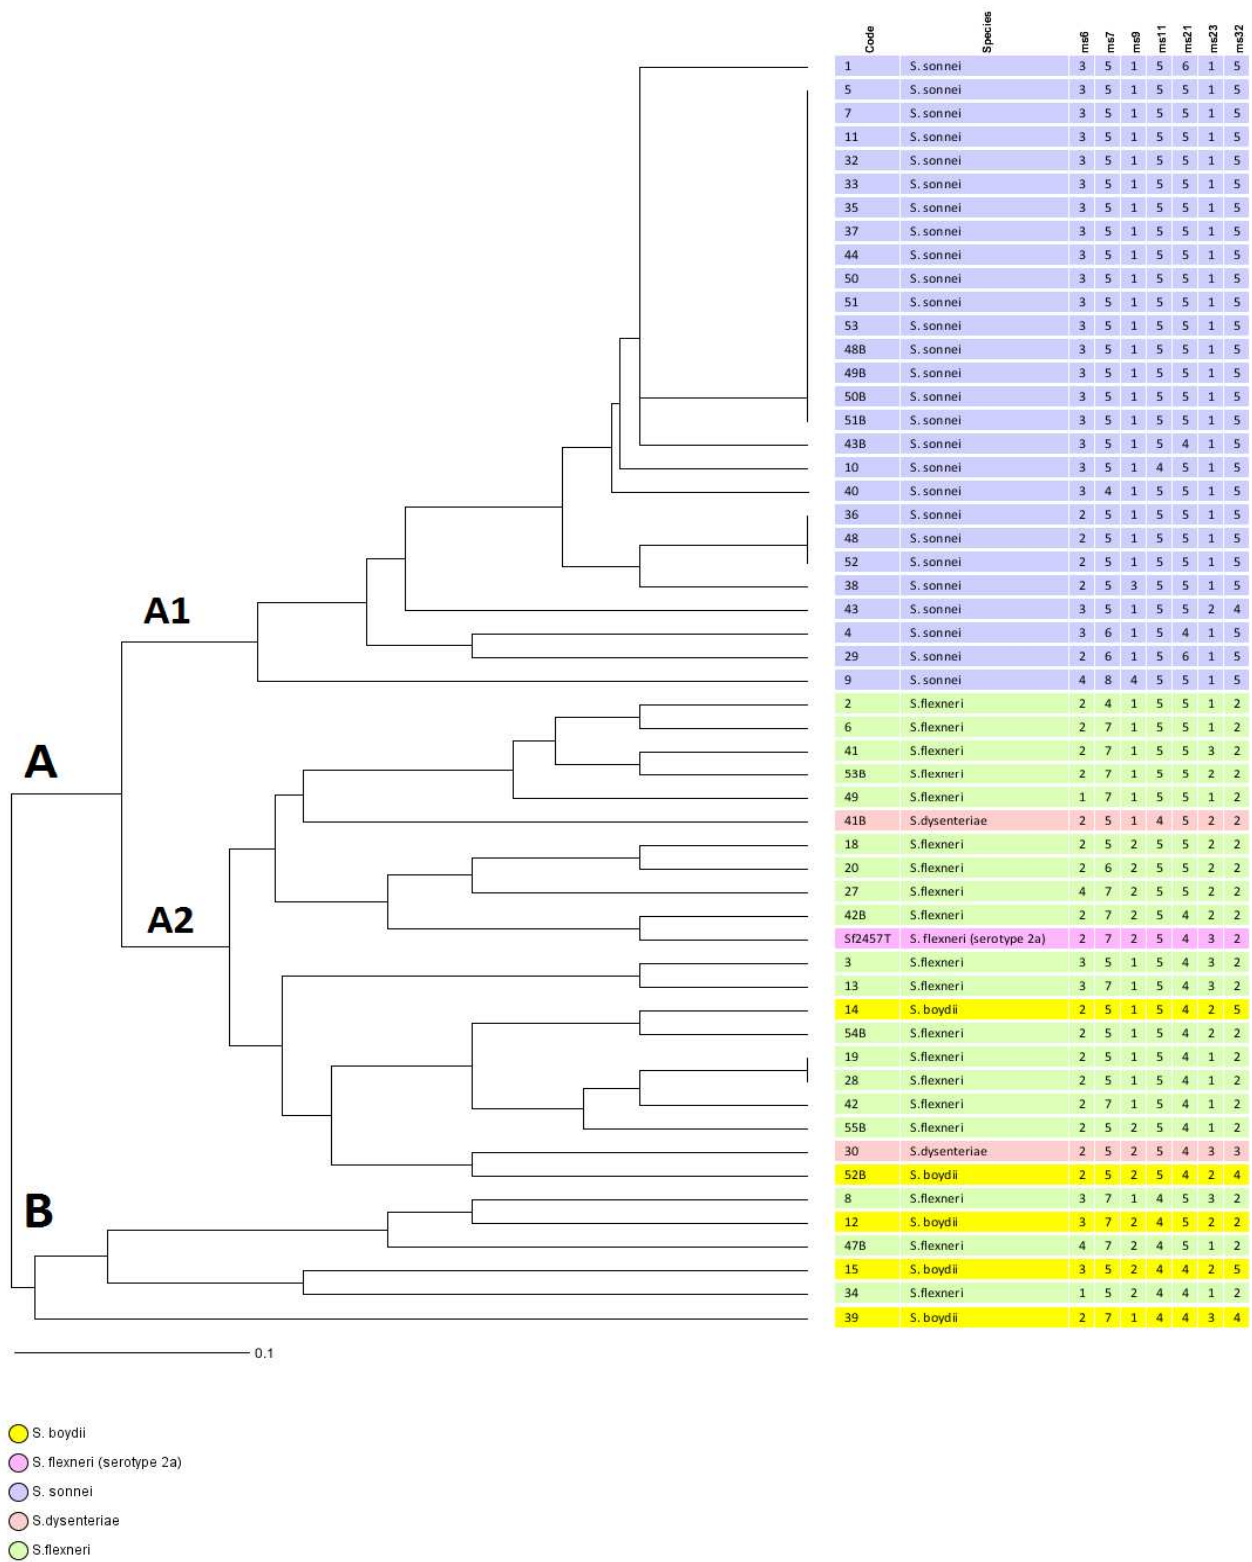 Code Species ms6 ms7 ms9 ms11 ms21 ms23 ms32
1 S. sonnei 3 5 1 5 6 1 5
5 S. sonnei 3 5 1 5 5 1 5
7 S. sonnei 3 5 1 5 5 1 5
11 S. sonnei 3 5 1 5 5 1 5
32 S. sonnei 3 5 1 5 5 1 5
33 S. sonnei 3 5 1 5 5 1 5
35 S. sonnei 3 5 1 5 5 1 5
37 S. sonnei 3 5 1 5 5 1 5
44 S. sonnei 3 5 1 5 5 1 5
50 S. sonnei 3 5 1 5 5 1 5
51 S. sonnei 3 5 1 5 5 1 5
53 S. sonnei 3 5 1 5 5 1 5
48B S. sonnei 3 5 1 5 5 1 5
49B S. sonnei 3 5 1 5 5 1 5
50B S. sonnei 3 5 1 5 5 1 5
51B S. sonnei 3 5 1 5 5 1 5
43B S. sonnei 3 5 1 5 4 1 5
10 S. sonnei 3 5 1 4 5 1 5
40 S. sonnei 3 4 1 5 5 1 5
36 S. sonnei 2 5 1 5 5 1 5
48 S. sonnei 2 5 1 5 5 1 5
52 S. sonnei 2 5 1 5 5 1 5
38 S. sonnei 2 5 3 5 5 1 5
A1
43 S. sonnei 3 5 1 5 5 2 4
4 S. sonnei 3 6 1 5 4 1 5
29 S. sonnei 2 6 1 5 6 1 5
9 S. sonnei 4 8 4 5 5 1 5
2 S.flexneri 2 4 1 5 5 1 2
6 S.flexneri 2 7 1 5 5 1 2
A
41 S.flexneri 2 7 1 5 5 3 2
53B S.flexneri 2 7 1 5 5 2 2
49 S.flexneri 1 7 1 5 5 1 2
41B S.dysenteriae 2 5 1 4 5 2 2
18 S.flexneri 2 5 2 5 5 2 2
20 S.flexneri 2 6 2 5 5 2 2
27 S.flexneri 4 7 2 5 5 2 2
A2
42B S.flexneri 2 7 2 5 4 2 2
Sf2457T S. flexneri (serotype 2a) 2 7 2 5 4 3 2
3 S.flexneri 3 5 1 5 4 3 2
13 S.flexneri 3 7 1 5 4 3 2
14 S. boydii 2 5 1 5 4 2 5
54B S.flexneri 2 5 1 5 4 2 2
19 S.flexneri 2 5 1 5 4 1 2
28 S.flexneri 2 5 1 5 4 1 2
42 S.flexneri 2 7 1 5 4 1 2
55B S.flexneri 2 5 2 5 4 1 2
30 S.dysenteriae 2 5 2 5 4 3 3
52B S. boydii 2 5 2 5 4 2 4
B
8 S.flexneri 3 7 1 4 5 3 2
12 S. boydii 3 7 2 4 5 2 2
47B S.flexneri 4 7 2 4 5 1 2
15 S. boydii 3 5 2 4 4 2 5
34 S.flexneri 1 5 2 4 4 1 2
39 S. boydii 2 7 1 4 4 3 4
0.1
S. boydii
S. flexneri (serotype 2a)
S. sonnei
S.dysenteriae
S.flexneri